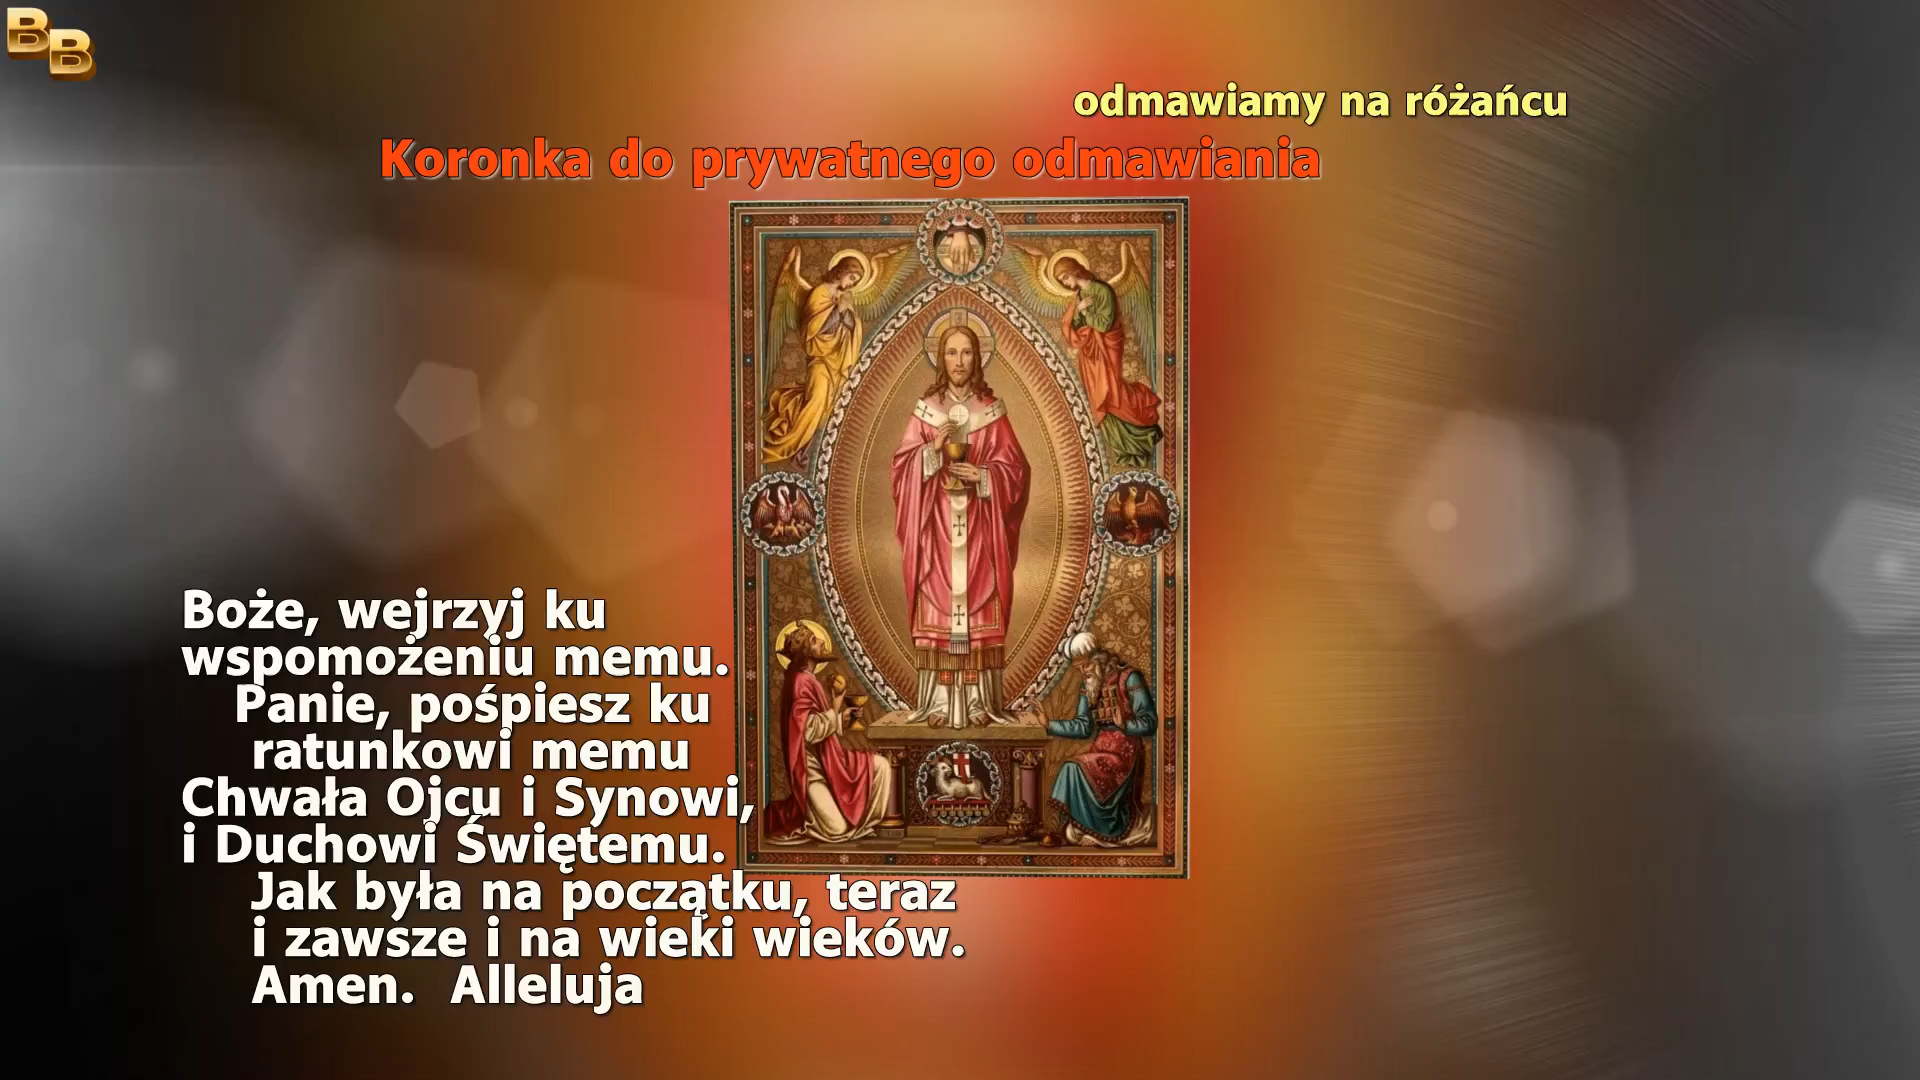 BB
odmawiamy na różańcu
Koronka do prywatnego odmawiania
Boże, wejrzyj ku
wspomożeniu memu.
Panie, pośpiesz ku
ratunkowi memu
Chwała Ojcu i Synowi,
i Duchowi Świętemu.
Jak była na początku, teraz
i zawsze i na wieki wieków.
Amen. Alleluja